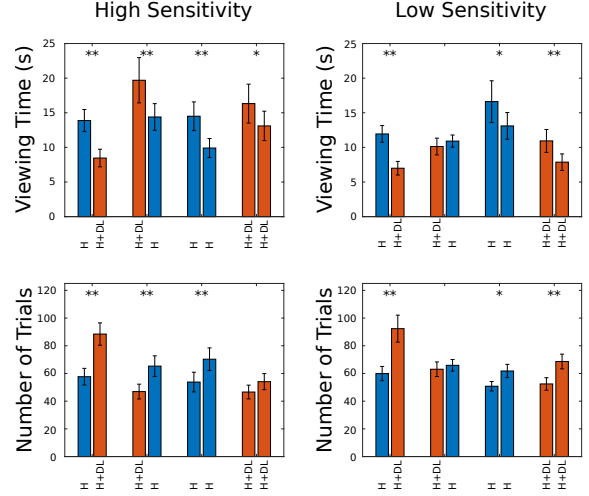 High Sensitivity
Low Sensitivity
Viewing Time (s)
25
20
15
10
5
0
** ** ** *
H H+DL H+DL H H H H+DL H+DL
Viewing Time (s)
25
20
15
10
5
0
** * **
H H+DL H+DL H H H H+DL H+DL
Number of Trials
120
100
80
60
40
20
0
** ** **
H H+DL H+DL H H H H+DL H+DL
Number of Trials
120
100
80
60
40
20
0
** * **
H H+DL H+DL H H H H+DL H+DL